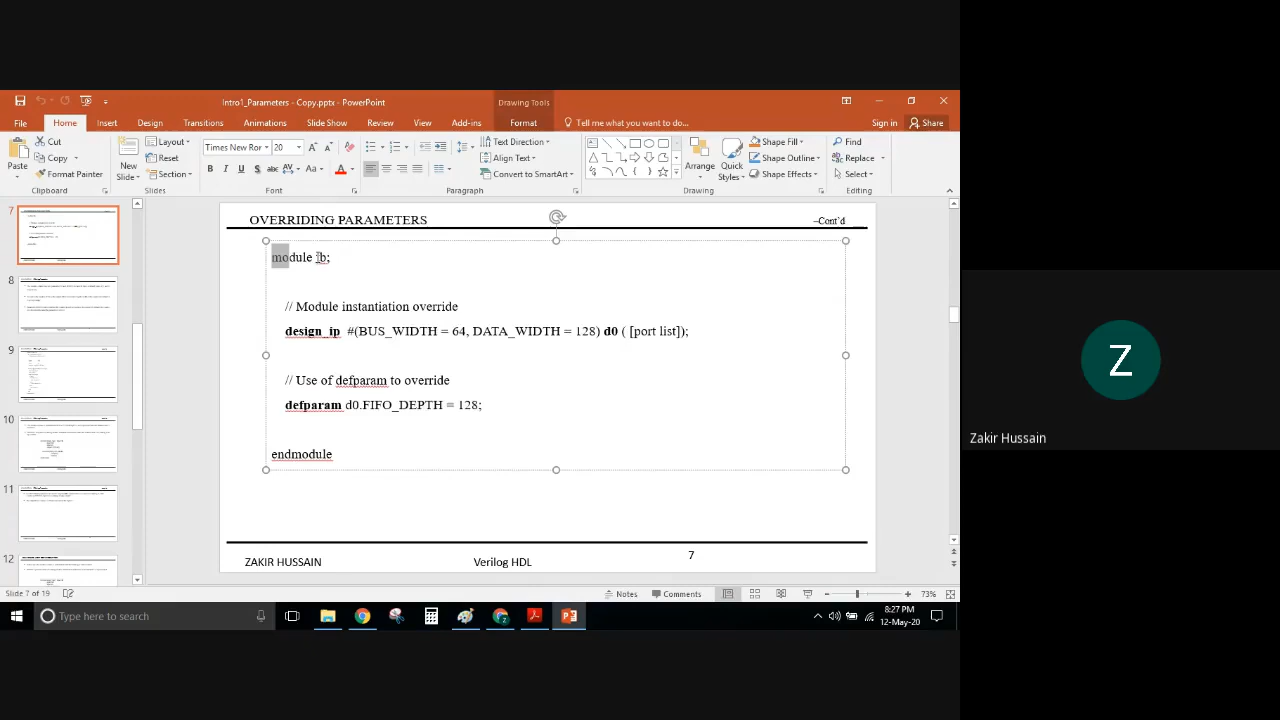 Intro1_Parameters - Copy.pptx - PowerPoint
Drawing Tools
File Home Insert Design Transitions Animations Slide Show Review View Add-ins Format Tell me what you want to do... Sign in Share
Paste Cut Copy Format Painter
Clipboard
New Slide Layout Reset Section
Slides
Times New Ror 20
Font
Text Direction
Align Text
Convert to SmartArt
Paragraph
Arrange Quick Styles
Shape Fill
Shape Outline
Shape Effects
Drawing
Find
Replace
Select
Editing
7
8
9
10
11
12
OVERRIDING PARAMETERS
–Cont'd
module tb;
// Module instantiation override
design_ip #(BUS_WIDTH = 64, DATA_WIDTH = 128) d0 ( [port list]);
// Use of defparam to override
defparam d0.FIFO_DEPTH = 128;
endmodule
7
ZAKIR HUSSAIN
Verilog HDL
Slide 7 of 19
Notes Comments 73%
Type here to search
8:27 PM
12-May-20
Z
Zakir Hussain